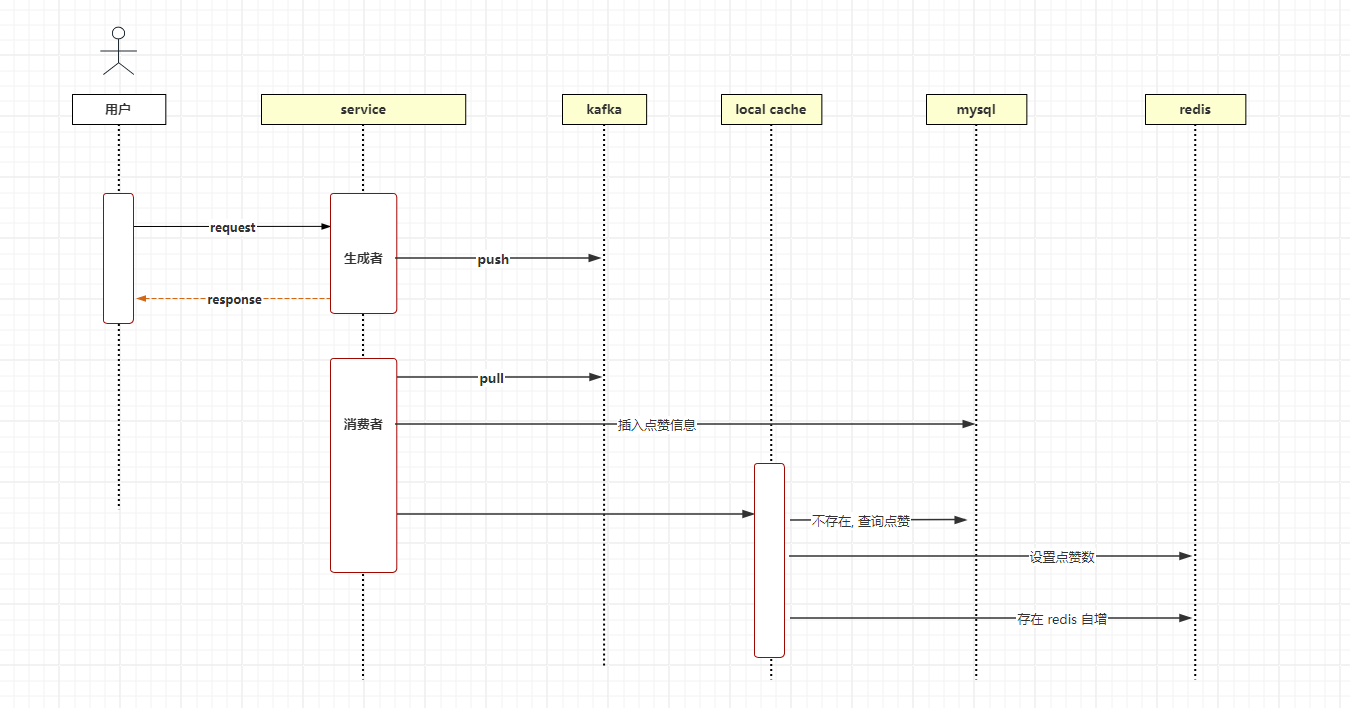 用户
service
kafka
local cache
mysql
redis
request
生成者
push
response
pull
消费者
插入点赞信息
不存在, 查询点赞
设置点赞数
存在 redis 自增